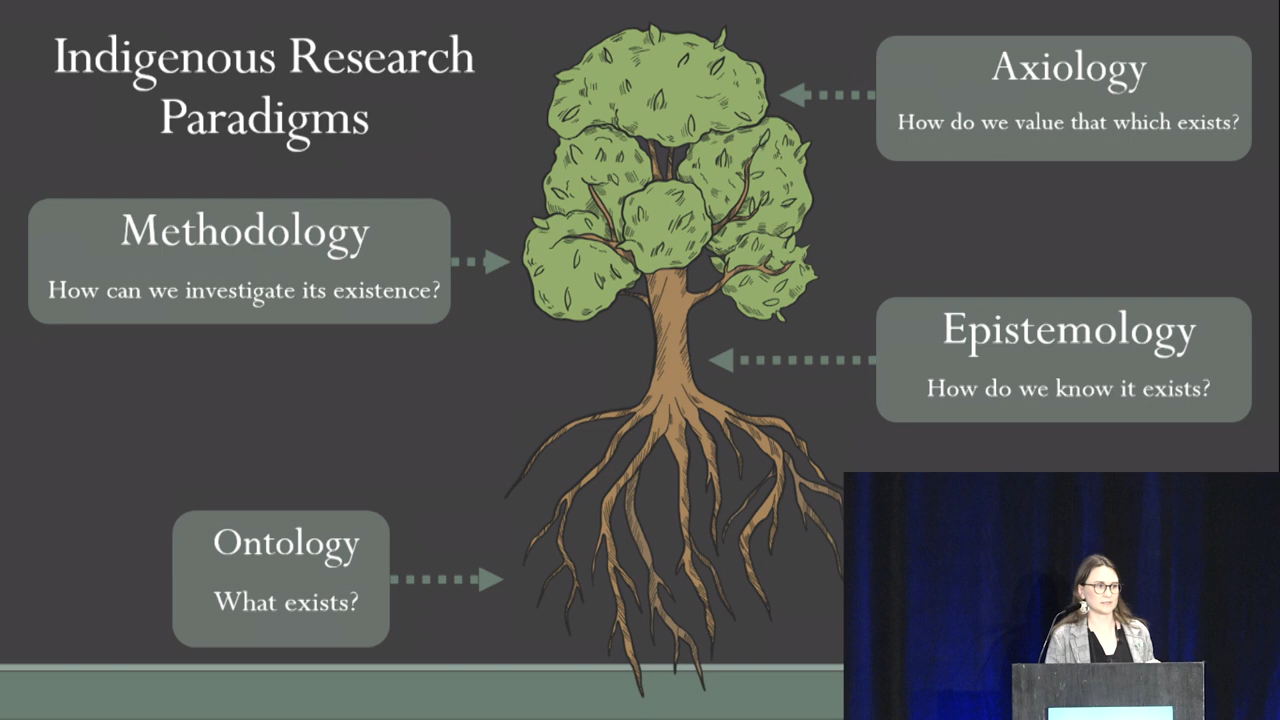 Indigenous Research
Paradigms
Axiology
How do we value that which exists?
Methodology
How can we investigate its existence?
Epistemology
How do we know it exists?
Ontology
What exists?